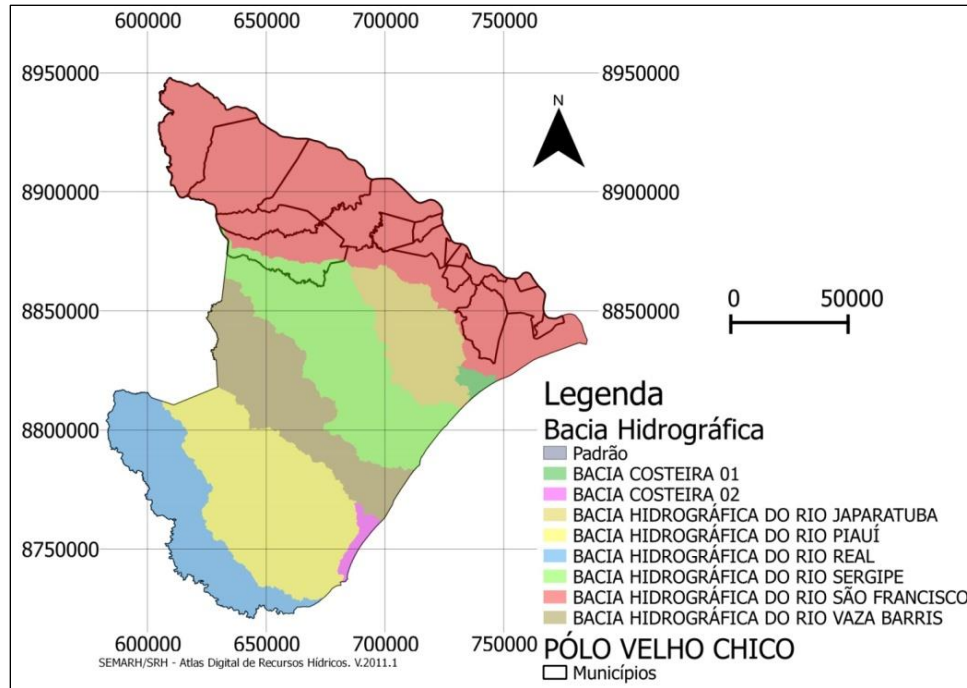 600000 650000 700000 750000
8950000 8950000
N
8900000 8900000
8850000 0 50000 8850000
Legenda
Bacia Hidrográfica
Padrão
8800000 8800000
BACIA COSTEIRA 01
BACIA COSTEIRA 02
BACIA HIDROGRÁFICA DO RIO JAPARATUBA
BACIA HIDROGRÁFICA DO RIO PIAUÍ
8750000 8750000
BACIA HIDROGRÁFICA DO RIO REAL
BACIA HIDROGRÁFICA DO RIO SERGIPE
BACIA HIDROGRÁFICA DO RIO SÃO FRANCISCO
BACIA HIDROGRÁFICA DO RIO VAZA BARRIS
PÓLO VELHO CHICO
Municípios
600000 650000 700000 750000
SEMARH/SRH - Atlas Digital de Recursos Hídricos. V.2011.1